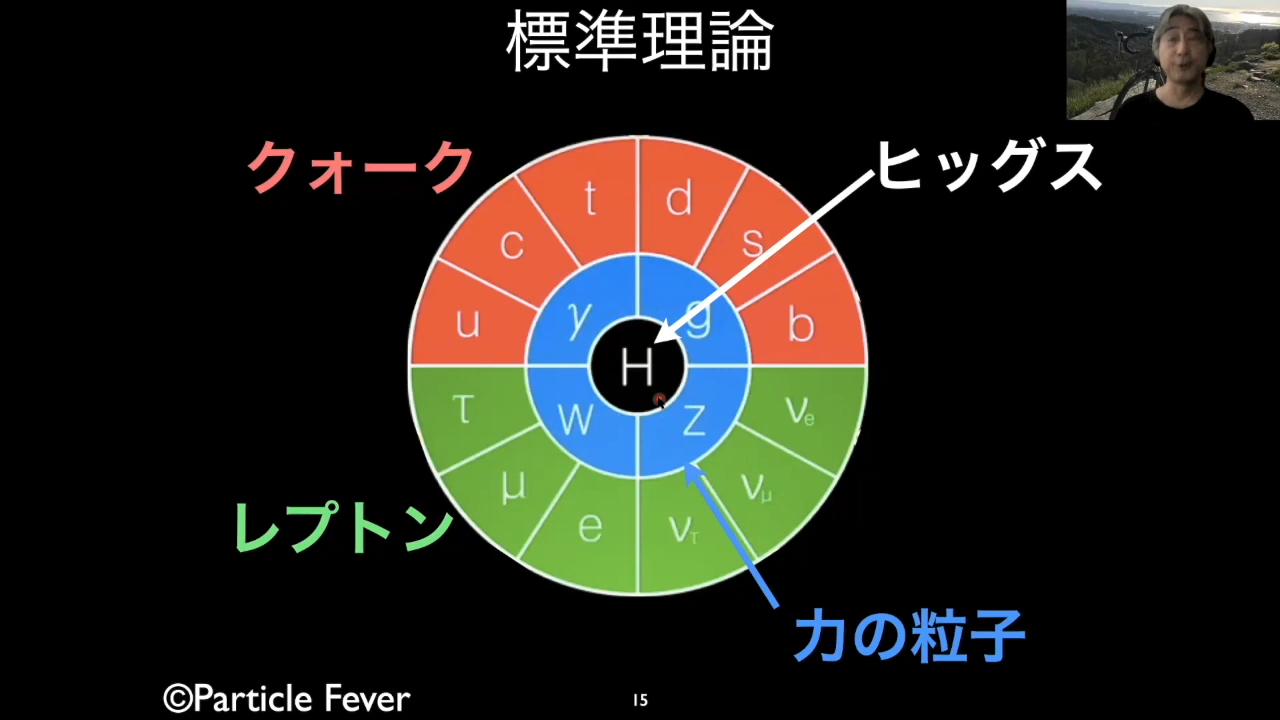 標準理論
クォーク
ヒッグス
t
d
c
s
u
γ
g
b
H
τ
W
Z
νe
μ
νμ
e
ντ
レプトン
力の粒子
©Particle Fever
15